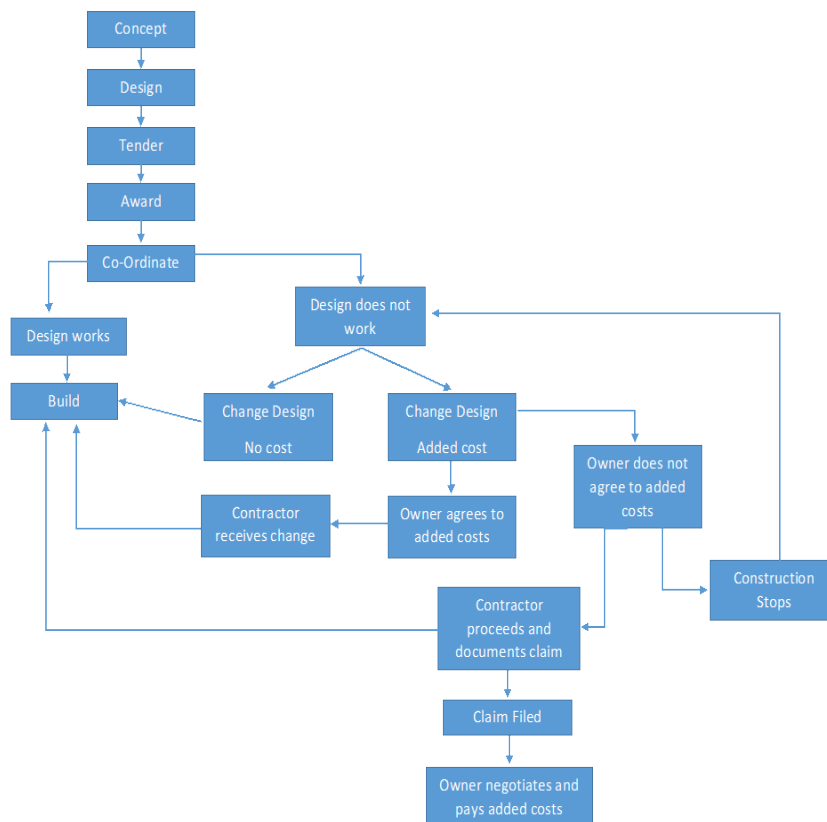 Concept
Design
Tender
Award
Co-Ordinate
Design does not
work
Design works
Build
Change Design
No cost
Change Design
Added cost
Owner does not
agree to added
costs
Contractor
receives change
Owner agrees to
added costs
Construction
Stops
Contractor
proceeds and
documents claim
Claim Filed
Owner negotiates and
pays added costs